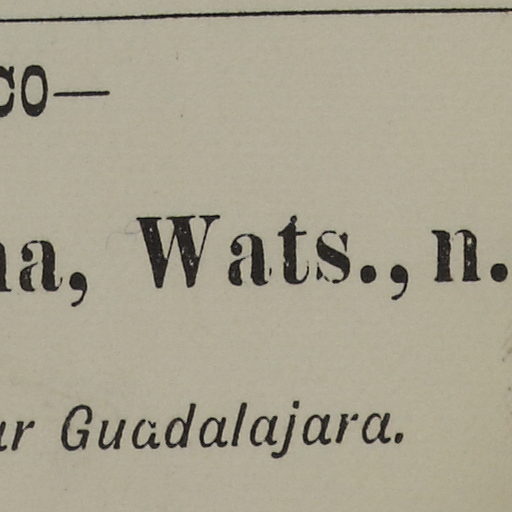 CO—
na, Wats., n.
ar Guadalajara.